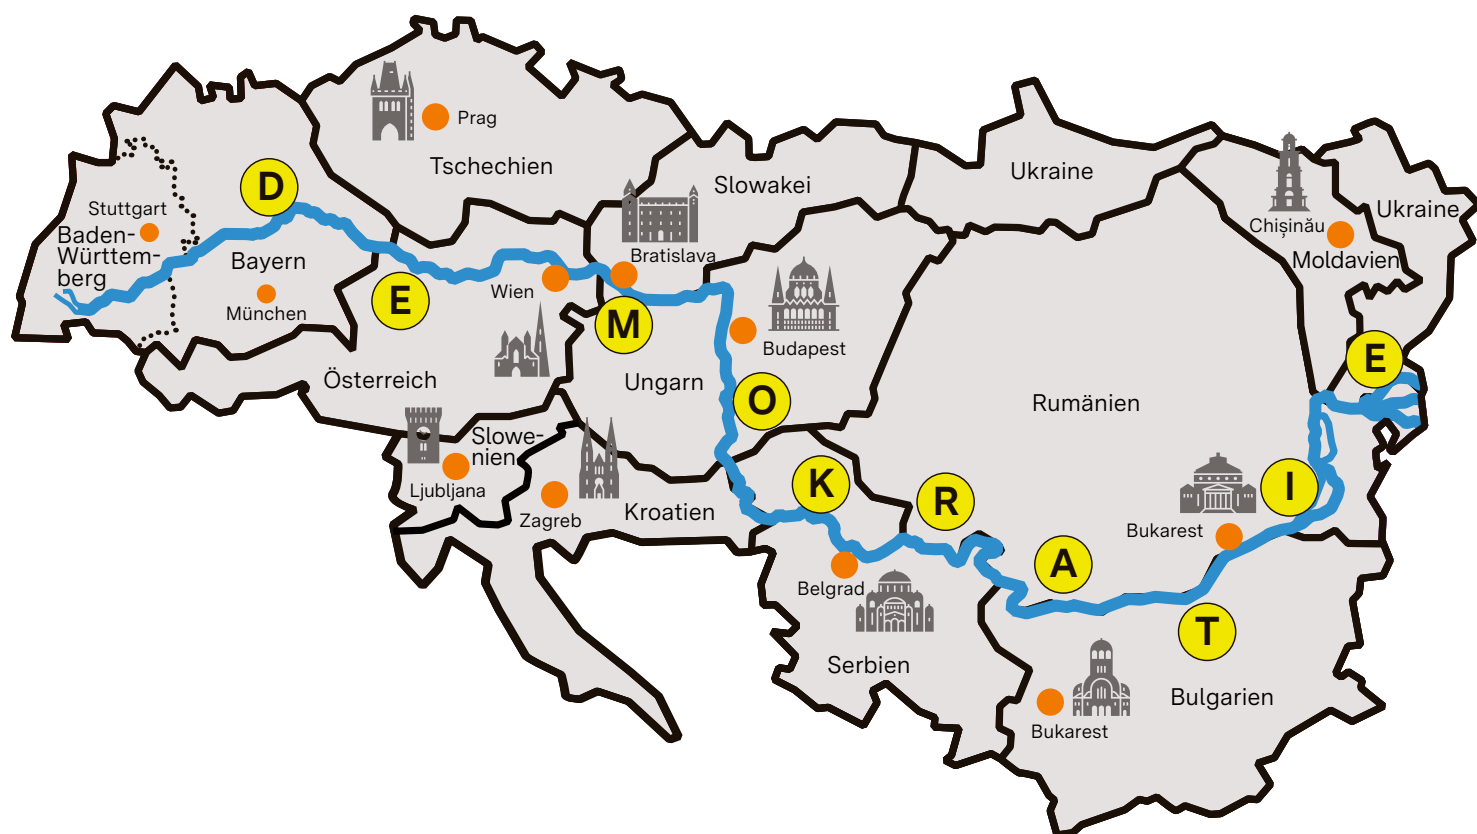 Prag
Tschechien
Slowakei
Ukraine
D
Stuttgart
Baden-
Württem-
berg
Bayern
München
E
Wien
Bratislava
M
Österreich
Ungarn
Budapest
O
Chișinău
Moldavien
Ukraine
E
Rumänien
Slowe-
nien
Ljubljana
Zagreb
Kroatien
K
R
I
Bukarest
Belgrad
A
T
Serbien
Bulgarien
Bukarest